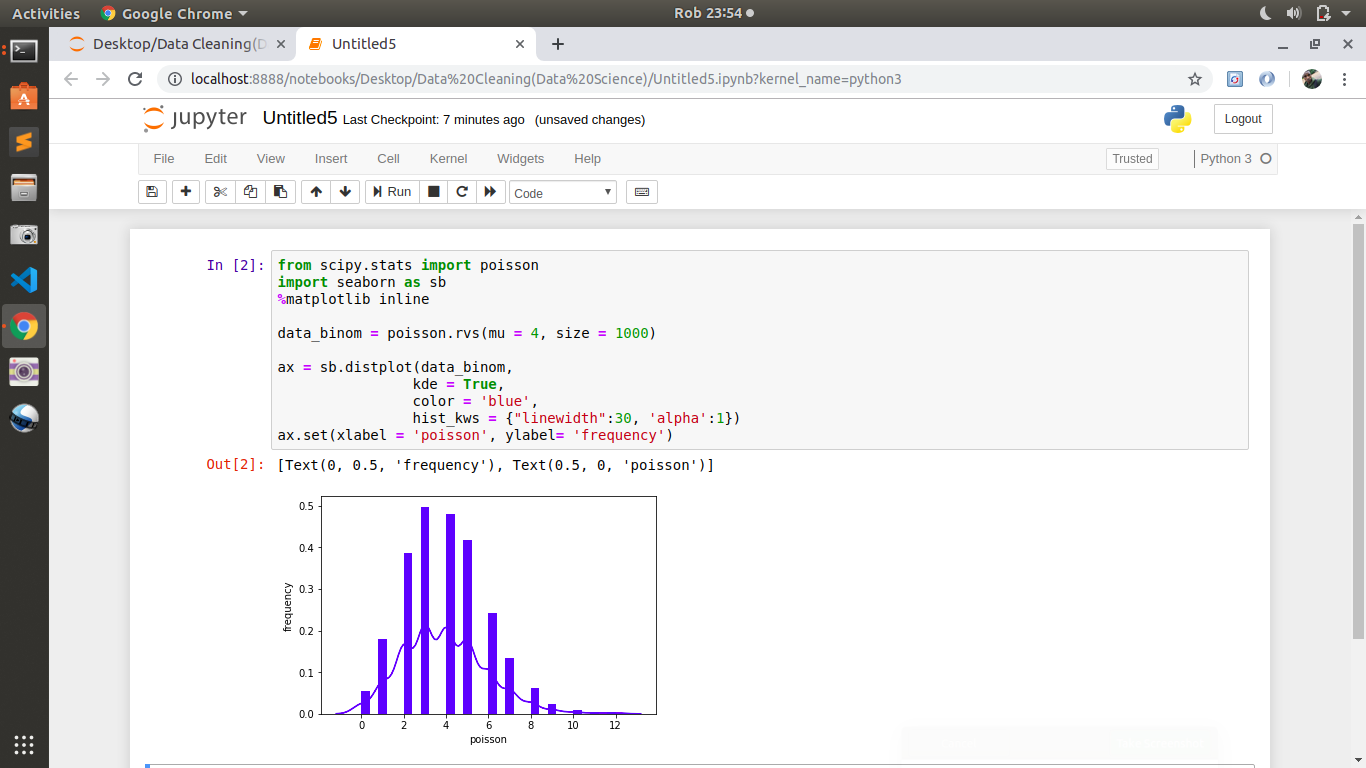 Activities Google Chrome Rob 23:54
Desktop/Data Cleaning(D Untitled5
localhost:8888/notebooks/Desktop/Data%20Cleaning(Data%20Science)/Untitled5.ipynb?kernel_name=python3
jupyter Untitled5 Last Checkpoint: 7 minutes ago (unsaved changes) Logout
File Edit View Insert Cell Kernel Widgets Help Trusted Python 3
Run Code
In [2]: from scipy.stats import poisson
import seaborn as sb
%matplotlib inline
data_binom = poisson.rvs(mu = 4, size = 1000)
ax = sb.distplot(data_binom,
kde = True,
color = 'blue',
hist_kws = {"linewidth":30, 'alpha':1})
ax.set(xlabel = 'poisson', ylabel= 'frequency')
Out[2]: [Text(0, 0.5, 'frequency'), Text(0.5, 0, 'poisson')]
0.5
0.4
0.3
0.2
0.1
0.0
frequency
0 2 4 6 8 10 12
poisson